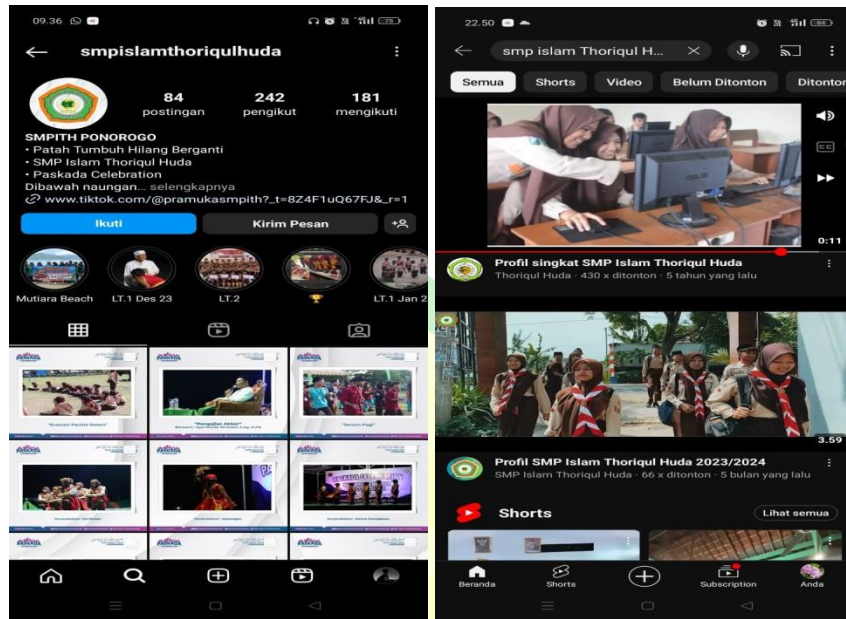 09.36
75
smpislamthoriqulhuda
84 242 181
postingan pengikut mengikuti
SMPITH PONOROGO
• Patah Tumbuh Hilang Berganti
• SMP Islam Thoriqul Huda
• Paskada Celebration
Dibawah naungan... selengkapnya
www.tiktok.com/@pramukasmpith?_t=8Z4F1uQ67FJ&_r=1
Ikuti Kirim Pesan
Mutiara Beach LT.1 Des 23 LT.2 🏆 LT.1 Jan 2
"Pengajian Akbar"
"Senam Pagi"
22.50
84
smp islam Thoriqul H...
Semua Shorts Video Belum Ditonton Ditonton
CC
0:11
Profil singkat SMP Islam Thoriqul Huda
Thoriqul Huda · 430 x ditonton · 5 tahun yang lalu
3.59
Profil SMP Islam Thoriqul Huda 2023/2024
SMP Islam Thoriqul Huda · 66 x ditonton · 5 bulan yang lalu
Shorts Lihat semua
Beranda Shorts Subscription Anda